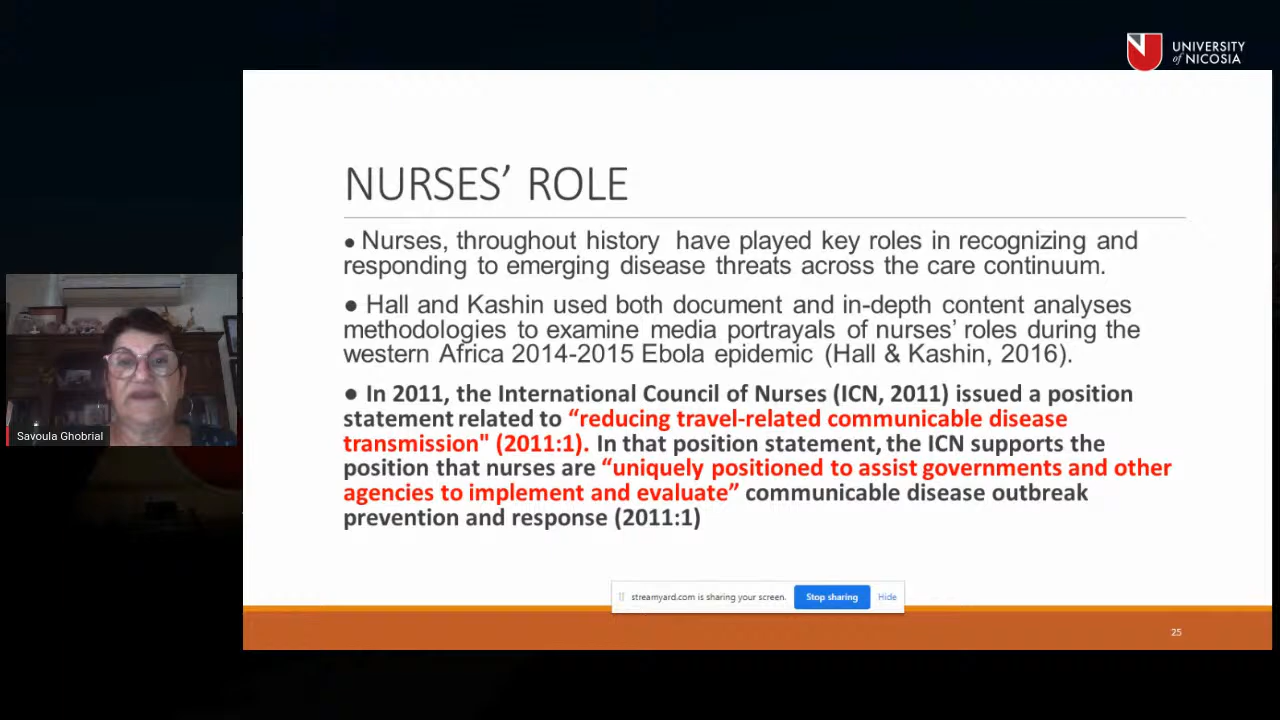 UNIVERSITY
of NICOSIA
NURSES’ ROLE
● Nurses, throughout history have played key roles in recognizing and
responding to emerging disease threats across the care continuum.
● Hall and Kashin used both document and in-depth content analyses
methodologies to examine media portrayals of nurses’ roles during the
western Africa 2014-2015 Ebola epidemic (Hall & Kashin, 2016).
● In 2011, the International Council of Nurses (ICN, 2011) issued a position
statement related to “reducing travel-related communicable disease
transmission" (2011:1). In that position statement, the ICN supports the
position that nurses are “uniquely positioned to assist governments and other
agencies to implement and evaluate” communicable disease outbreak
prevention and response (2011:1)
Savoula Ghobrial
streamyard.com is sharing your screen. Stop sharing Hide
25